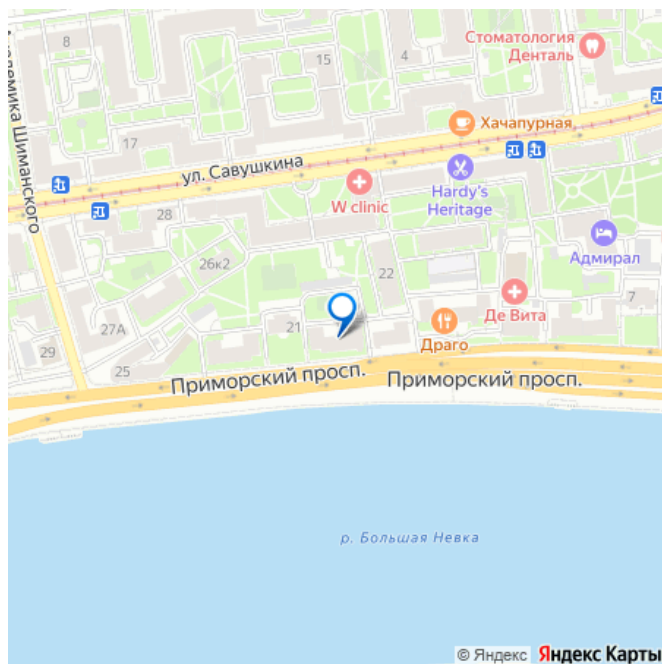 8
15
4
Стоматология
Денталь
17
Хачапурная
ул. Савушкина
Академика Шиманского
W clinic
Hardy's
Heritage
28
26к2
22
Адмирал
Де Вита
7
27А
21
Драго
29
25
Приморский просп.
Приморский просп.
р. Большая Невка
© Яндекс Яндекс Карты